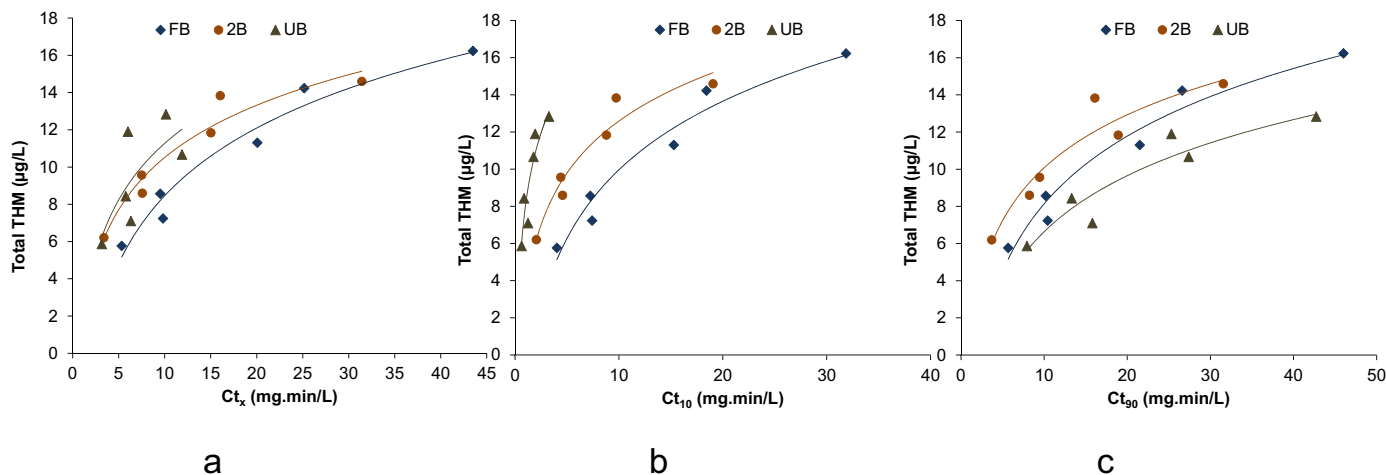 FB 2B UB
Total THM (µg/L)
18
16
14
12
10
8
6
4
2
0
0 5 10 15 20 25 30 35 40 45
Ctx (mg.min/L)
a
FB 2B UB
Total THM (µg/L)
18
16
14
12
10
8
6
4
2
0
0 10 20 30 40
Ct10 (mg.min/L)
b
FB 2B UB
Total THM (µg/L)
18
16
14
12
10
8
6
4
2
0
0 10 20 30 40 50
Ct90 (mg.min/L)
c